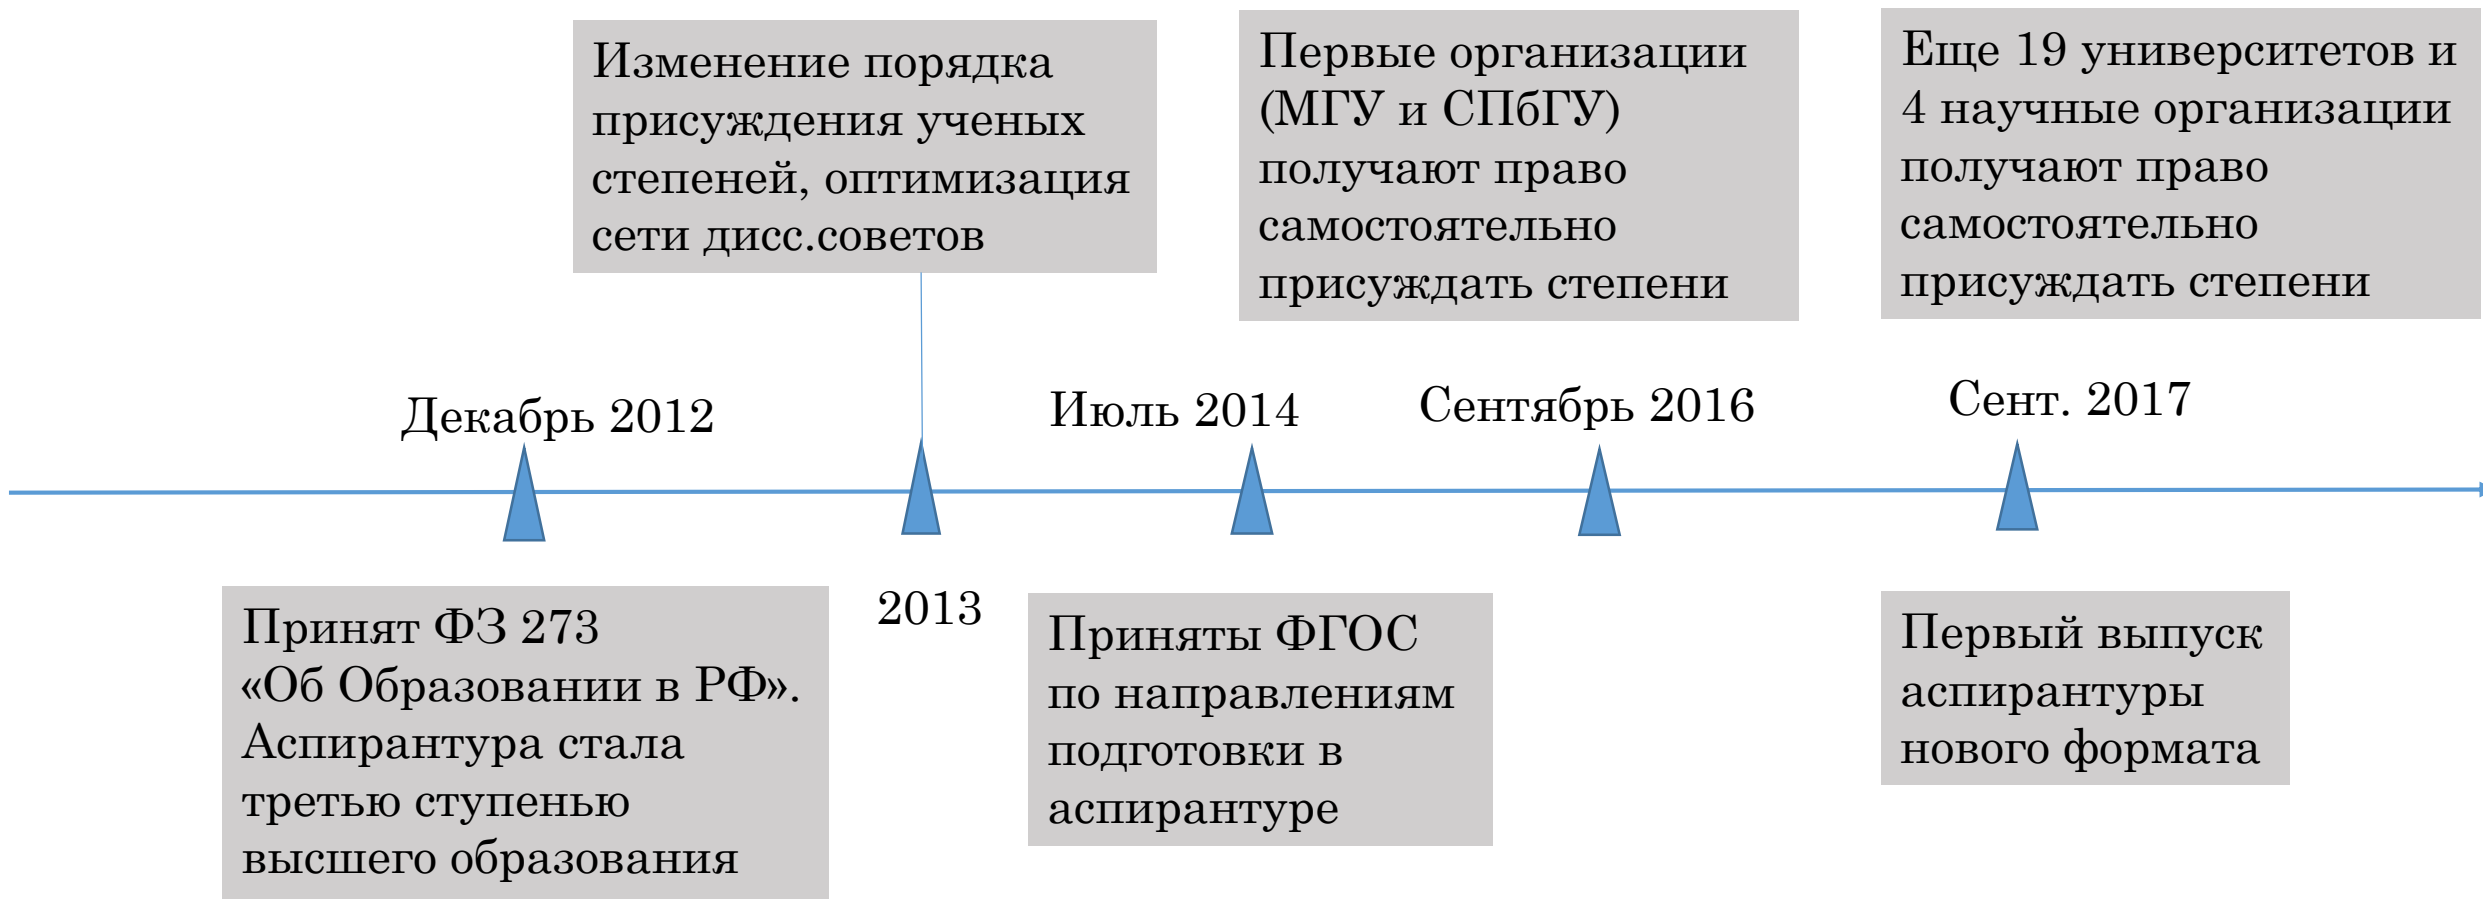 Изменение порядка
присуждения ученых
степеней, оптимизация
сети дисс.советов
Первые организации
(МГУ и СПбГУ)
получают право
самостоятельно
присуждать степени
Еще 19 университетов и
4 научные организации
получают право
самостоятельно
присуждать степени
Декабрь 2012
Июль 2014
Сентябрь 2016
Сент. 2017
2013
Принят ФЗ 273
«Об Образовании в РФ».
Аспирантура стала
третью ступенью
высшего образования
Приняты ФГОС
по направлениям
подготовки в
аспирантуре
Первый выпуск
аспирантуры
нового формата